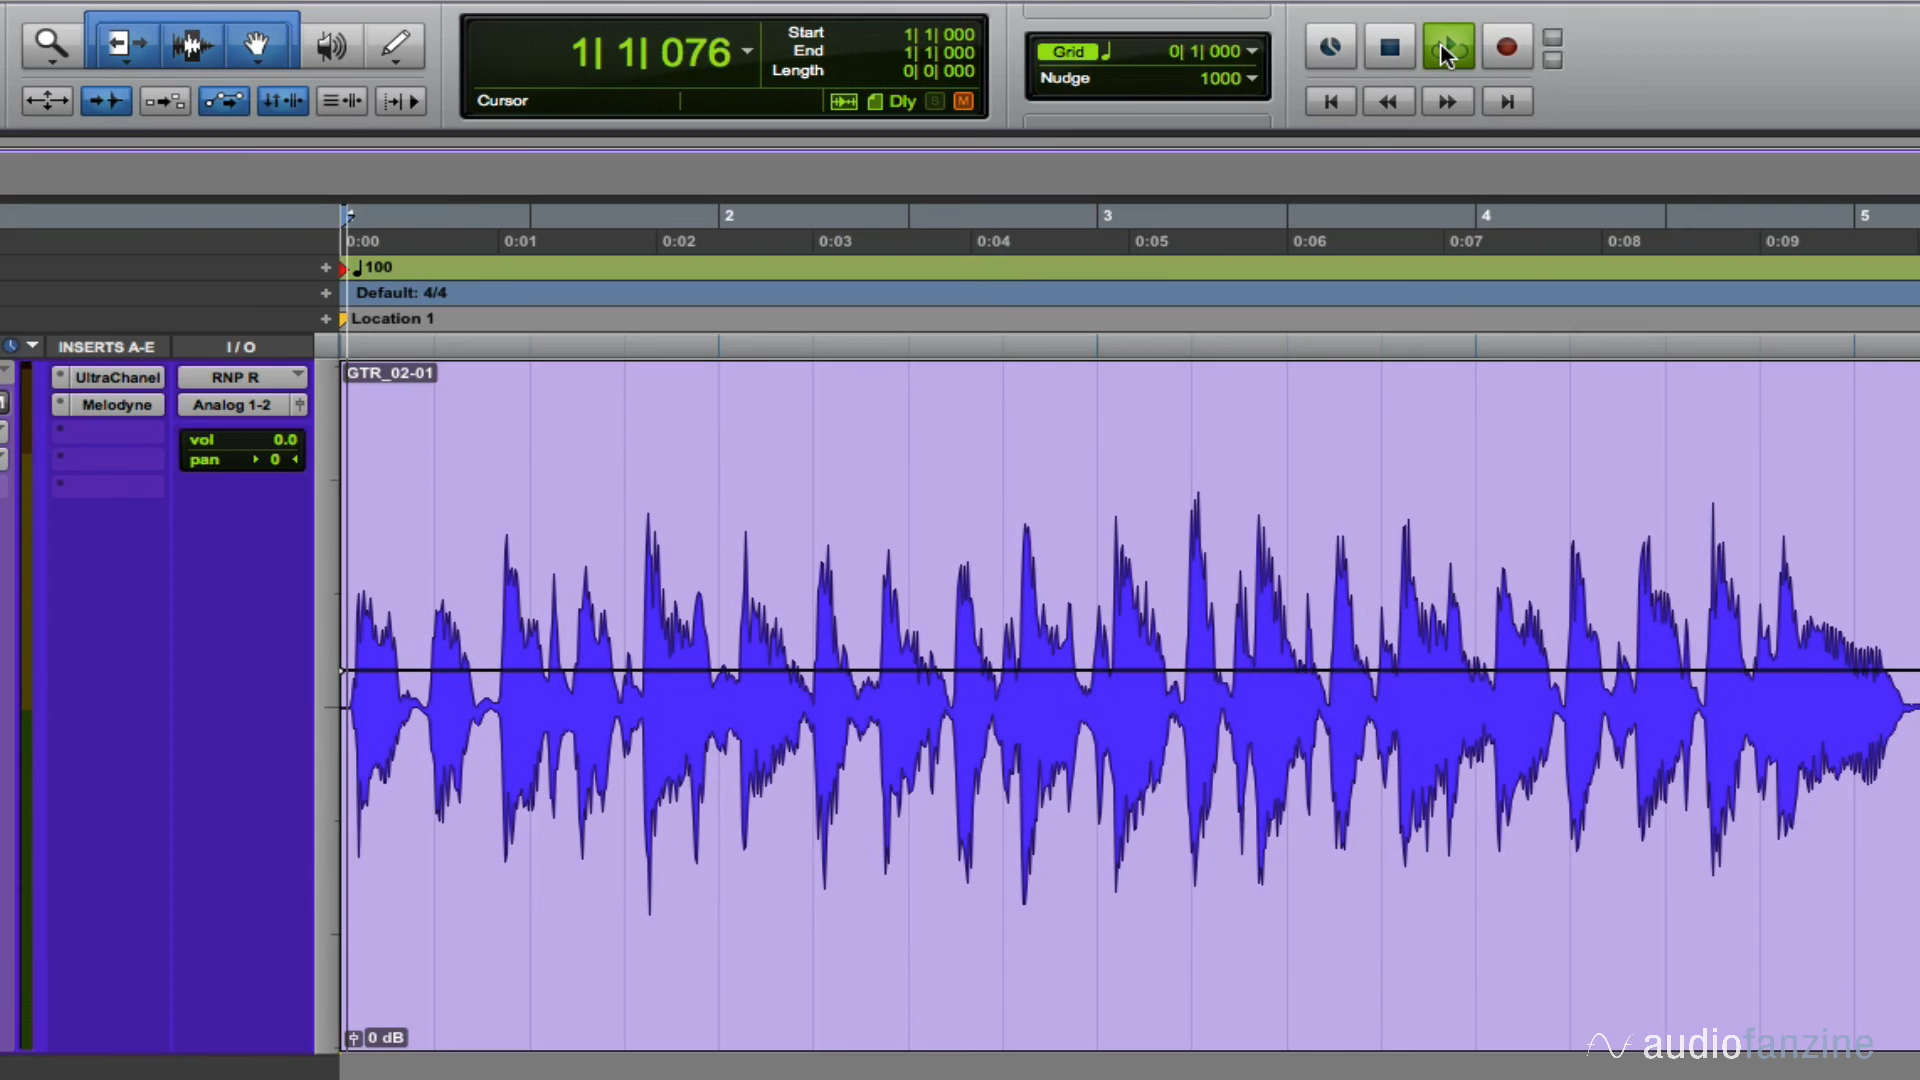 1| 1| 076
Start 1| 1| 000
End 1| 1| 000
Length 0| 0| 000
Cursor
Dly S M
Grid 0| 1| 000
Nudge 1000
1 2 3 4 5
0:00 0:01 0:02 0:03 0:04 0:05 0:06 0:07 0:08 0:09
100
Default: 4/4
Location 1
INSERTS A-E I / O
UltraChanel RNP R
Melodyne Analog 1-2
vol 0.0
pan 0
GTR_02-01
0 dB
audiofanzine